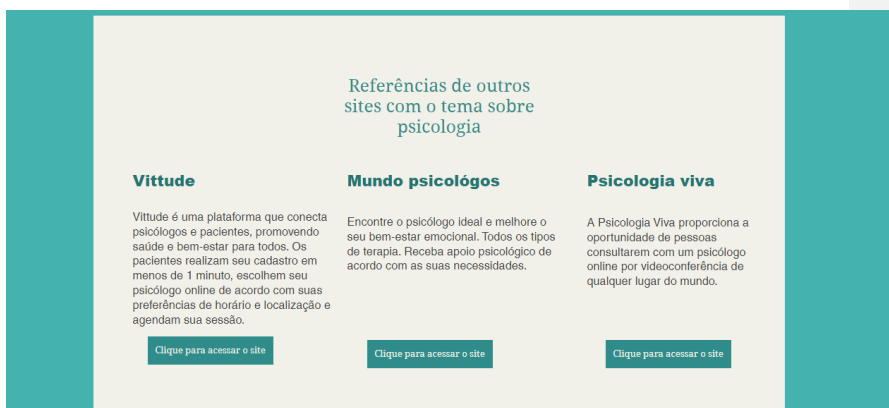 Referências de outros
sites com o tema sobre
psicologia
Vittude
Vittude é uma plataforma que conecta
psicólogos e pacientes, promovendo
saúde e bem-estar para todos. Os
pacientes realizam seu cadastro em
menos de 1 minuto, escolhem seu
psicólogo online de acordo com suas
preferências de horário e localização e
agendam sua sessão.
Clique para acessar o site
Mundo psicológos
Encontre o psicólogo ideal e melhore o
seu bem-estar emocional. Todos os tipos
de terapia. Receba apoio psicológico de
acordo com as suas necessidades.
Clique para acessar o site
Psicologia viva
A Psicologia Viva proporciona a
oportunidade de pessoas
consultarem com um psicólogo
online por videoconferência de
qualquer lugar do mundo.
Clique para acessar o site